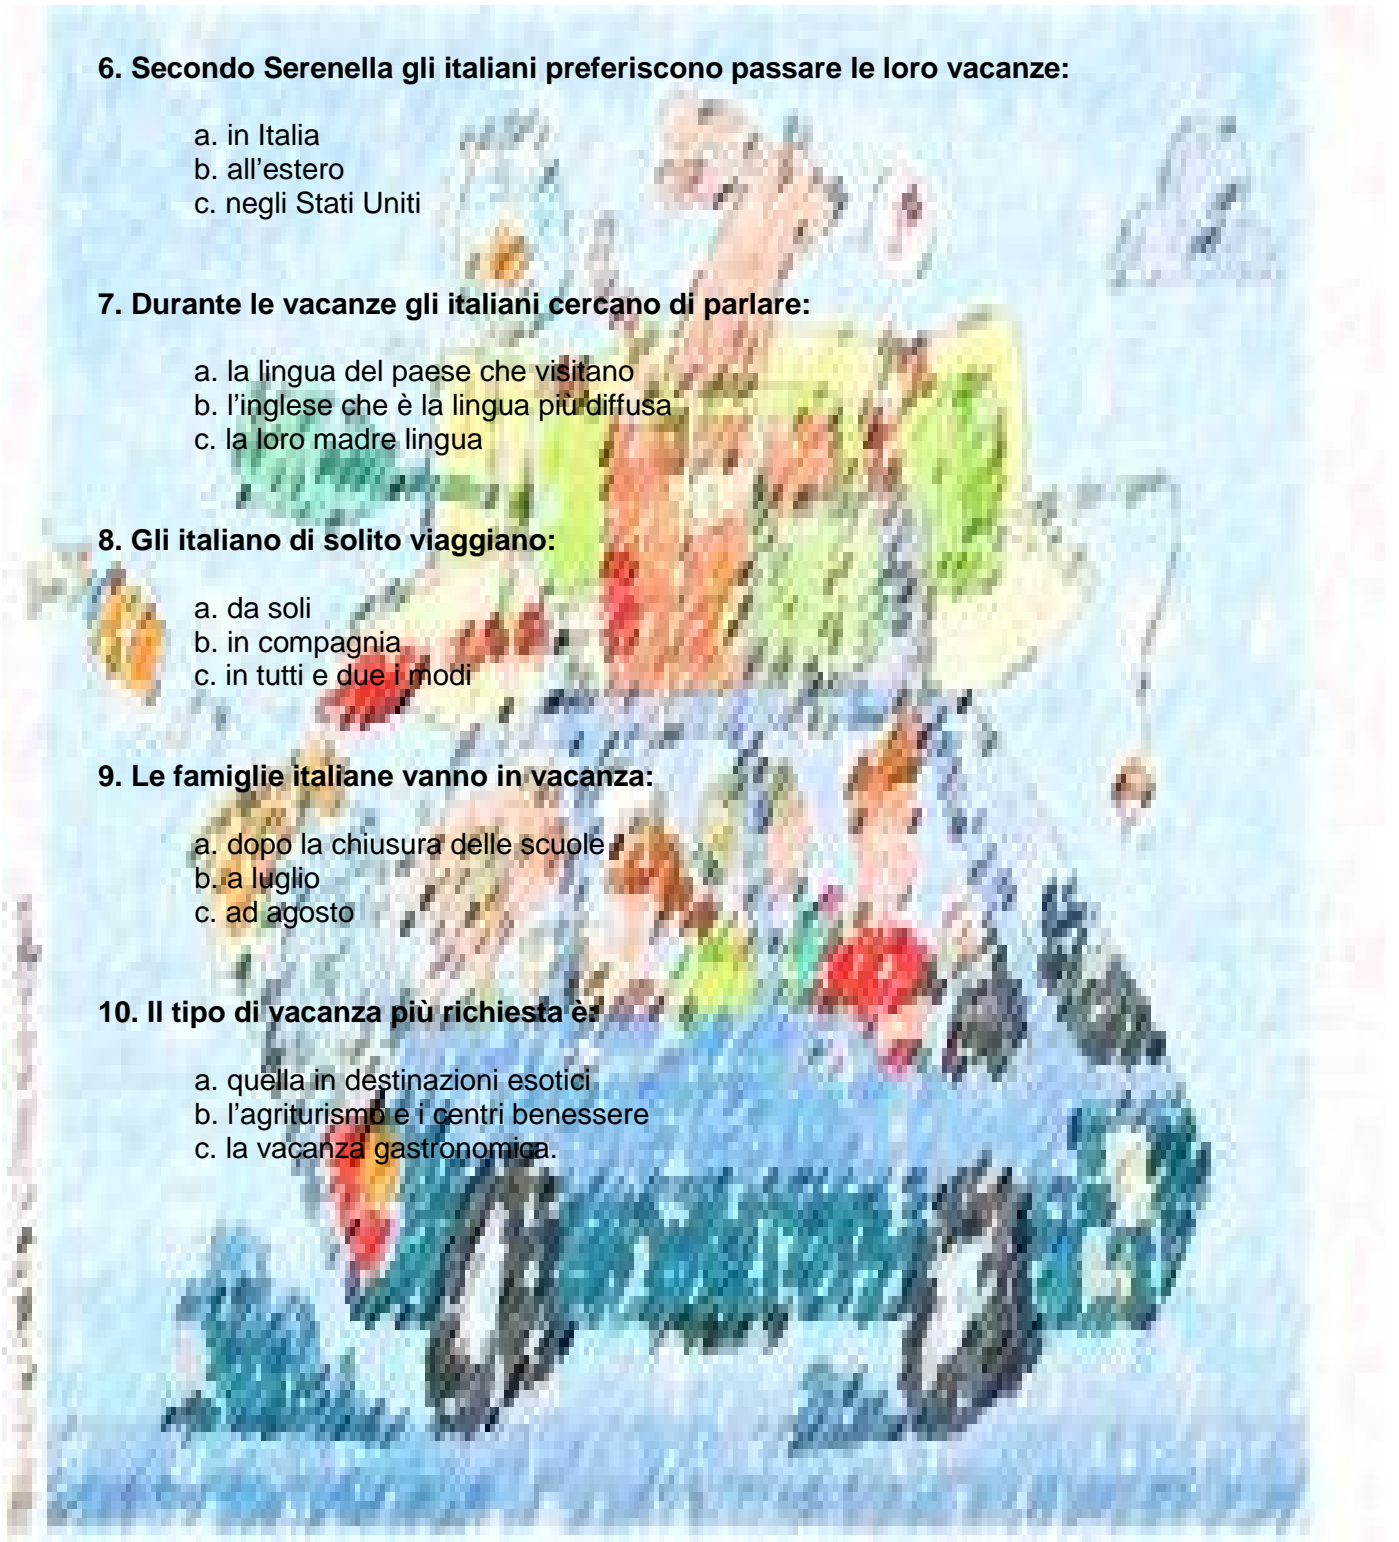 6. Secondo Serenella gli italiani preferiscono passare le loro vacanze:
a. in Italia
b. all’estero
c. negli Stati Uniti
7. Durante le vacanze gli italiani cercano di parlare:
a. la lingua del paese che visitano
b. l’inglese che è la lingua più diffusa
c. la loro madre lingua
8. Gli italiano di solito viaggiano:
a. da soli
b. in compagnia
c. in tutti e due i modi
9. Le famiglie italiane vanno in vacanza:
a. dopo la chiusura delle scuole
b. a luglio
c. ad agosto
10. Il tipo di vacanza più richiesta è:
a. quella in destinazioni esotici
b. l’agriturismo e i centri benessere
c. la vacanza gastronomica.